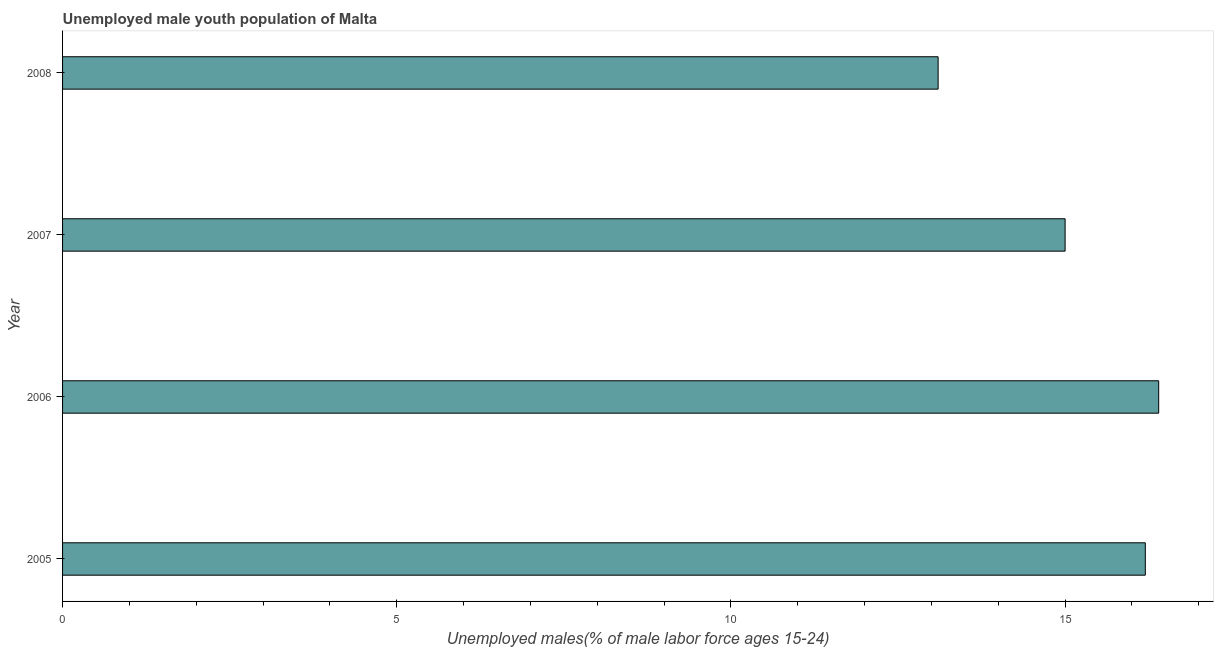 Unemployed male youth population of Malta
2008
2007
2006
2005
Year
0
5
10
15
Unemployed males(% of male labor force ages 15-24)